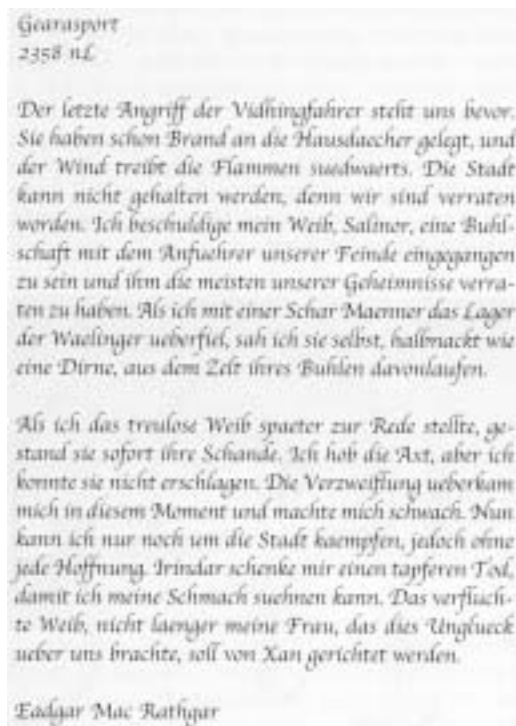 Gearasport
2358 nL
Der letzte Angriff der Vidhingfahrer steht uns bevor.
Sie haben schon Brand an die Hausdaecher gelegt, und
der Wind treibt die Flammen suedwaerts. Die Stadt
kann nicht gehalten werden, denn wir sind verraten
worden. Ich beschuldige mein Weib, Salinor, eine Buhl-
schaft mit dem Anfuehrer unserer Feinde eingegangen
zu sein und ihm die meisten unserer Geheimnisse verra-
ten zu haben. Als ich mit einer Schar Maenner das Lager
der Waelinger ueberfiel, sah ich sie selbst, halbnackt wie
eine Dirne, aus dem Zelt ihres Buhlen davonlaufen.
Als ich das treulose Weib spaeter zur Rede stellte, ge-
stand sie sofort ihre Schande. Ich hob die Axt, aber ich
konnte sie nicht erschlagen. Die Verzweiflung ueberkam
mich in diesem Moment und machte mich schwach. Nun
kann ich nur noch um die Stadt kaempfen, jedoch ohne
jede Hoffnung. Irindar schenke mir einen tapferen Tod,
damit ich meine Schmach suehnen kann. Das verfluch-
te Weib, nicht laenger meine Frau, das dies Unglueck
ueber uns brachte, soll von Xan gerichtet werden.
Eadgar Mac Rathgar